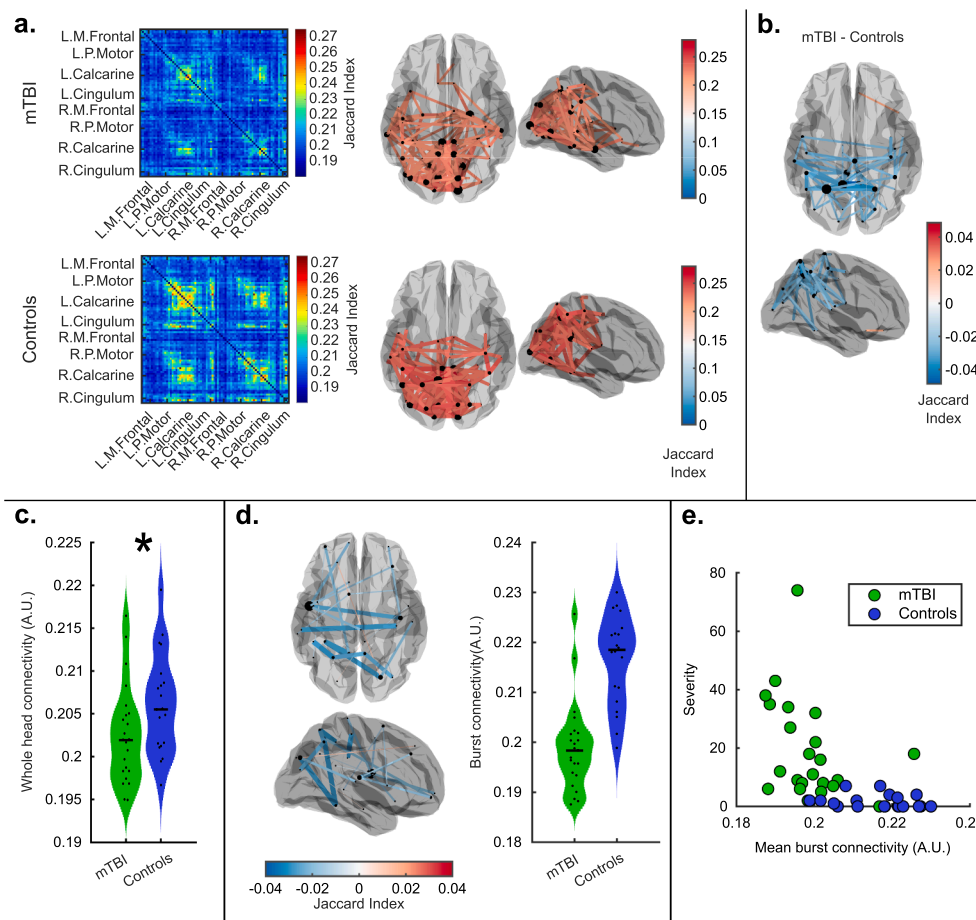 a.
mTBI
L.M.Frontal
L.P.Motor
L.Calcarine
L.Cingulum
R.M.Frontal
R.P.Motor
R.Calcarine
R.Cingulum
L.M.Frontal
L.P.Motor
L.Calcarine
L.Cingulum
R.M.Frontal
R.P.Motor
R.Calcarine
R.Cingulum
0.27
0.26
0.25
0.24
0.23
0.22
0.21
0.2
0.19
Jaccard Index
0.25
0.2
0.15
0.1
0.05
0
Controls
L.M.Frontal
L.P.Motor
L.Calcarine
L.Cingulum
R.M.Frontal
R.P.Motor
R.Calcarine
R.Cingulum
L.M.Frontal
L.P.Motor
L.Calcarine
L.Cingulum
R.M.Frontal
R.P.Motor
R.Calcarine
R.Cingulum
0.27
0.26
0.25
0.24
0.23
0.22
0.21
0.2
0.19
Jaccard Index
0.25
0.2
0.15
0.1
0.05
0
Jaccard
Index
b.
mTBI - Controls
0.04
0.02
0
-0.02
-0.04
Jaccard
Index
c.
*
Whole head connectivity (A.U.)
0.225
0.22
0.215
0.21
0.205
0.2
0.195
0.19
mTBI
Controls
d.
-0.04 -0.02 0 0.02 0.04
Jaccard Index
Burst connectivity(A.U.)
0.24
0.23
0.22
0.21
0.2
0.19
0.18
mTBI
Controls
e.
mTBI
Controls
Severity
80
60
40
20
0
0.18 0.2 0.22
Mean burst connectivity (A.U.)